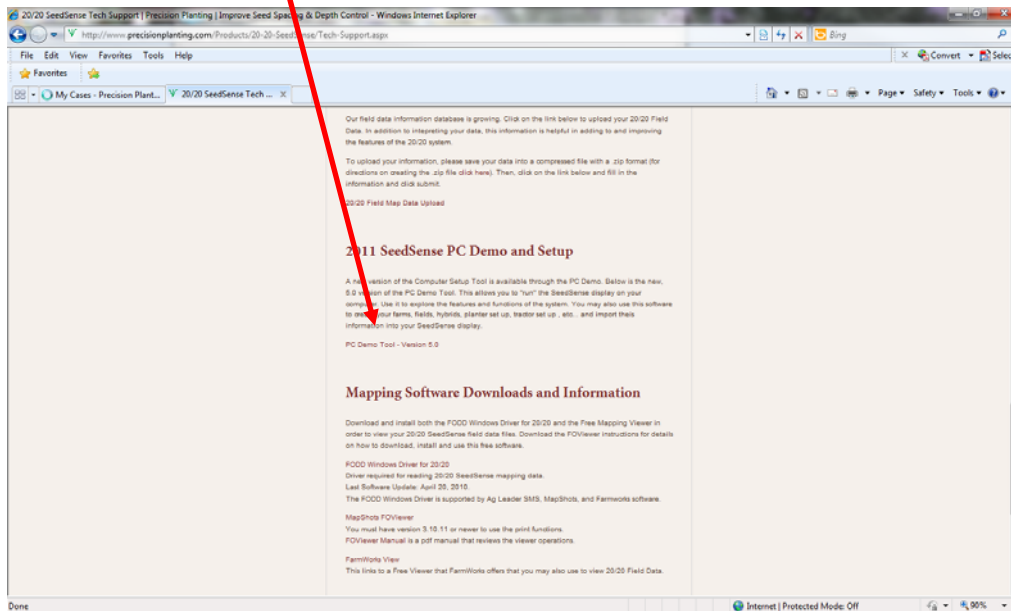 20/20 SeedSense Tech Support | Precision Planting | Improve Seed Spacing & Depth Control - Windows Internet Explorer
http://www.precisionplanting.com/Products/20-20-SeedSense/Tech-Support.aspx
Bing
File Edit View Favorites Tools Help
Convert
Selec
Favorites
My Cases - Precision Plant...
20/20 SeedSense Tech ...
Page
Safety
Tools
Our field data information database is growing. Click on the link below to upload your 20/20 Field
Data. In addition to intepreting your data, this information is helpful in adding to and improving
the features of the 20/20 system.
To upload your information, please save your data into a compressed file with a .zip format (for
directions on creating the .zip file click here). Then, click on the link below and fill in the
information and click submit.
20/20 Field Map Data Upload
2011 SeedSense PC Demo and Setup
A new version of the Computer Setup Tool is available through the PC Demo. Below is the new,
5.0 version of the PC Demo Tool. This allows you to "run" the SeedSense display on your
computer. Use it to explore the features and functions of the system. You may also use this software
to create your farms, fields, hybrids, planter set up, tractor set up , etc... and import theis
information into your SeedSense display.
PC Demo Tool - Version 5.0
Mapping Software Downloads and Information
Download and install both the FODD Windows Driver for 20/20 and the Free Mapping Viewer in
order to view your 20/20 SeedSense field data files. Download the FOViewer instructions for details
on how to download, install and use this free software.
FODD Windows Driver for 20/20
Driver required for reading 20/20 SeedSense mapping data.
Last Software Update: April 20, 2010.
The FODD Windows Driver is supported by Ag Leader SMS, MapShots, and Farmworks software.
MapShots FOViewer
You must have version 3.10.11 or newer to use the print functions.
FOViewer Manual is a pdf manual that reviews the viewer operations.
FarmWorks View
This links to a Free Viewer that FarmWorks offers that you may also use to view 20/20 Field Data.
Done
Internet | Protected Mode: Off
90%